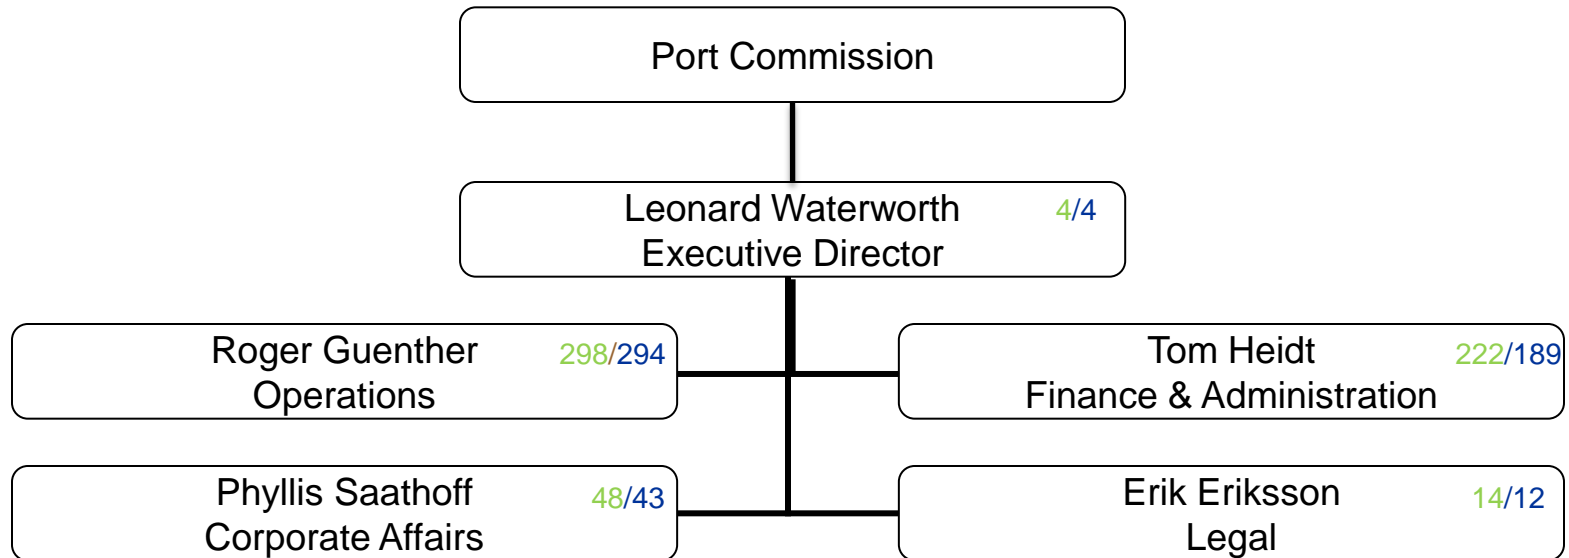 Port Commission
Leonard Waterworth 4/4
Executive Director
Roger Guenther 298/294
Operations
Tom Heidt 222/189
Finance & Administration
Phyllis Saathoff 48/43
Corporate Affairs
Erik Eriksson 14/12
Legal